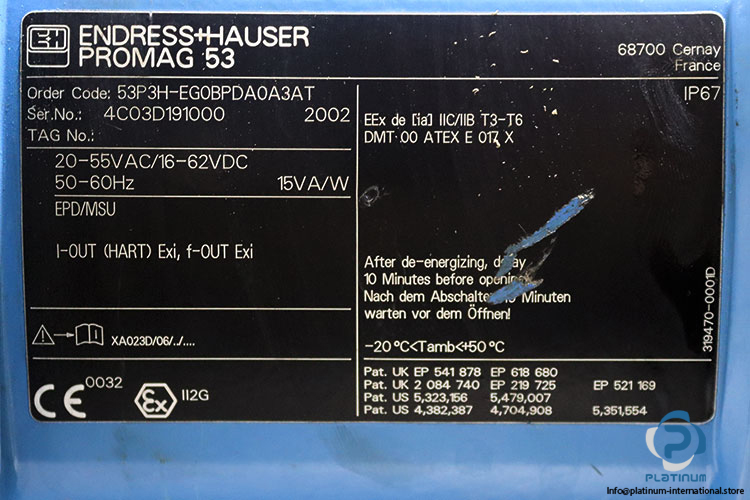 EH ENDRESS+HAUSER
PROMAG 53
68700 Cernay
France
Order Code: 53P3H-EG0BPDA0A3AT
IP67
Ser.No.: 4C03D191000 2002
TAG No.:
EEx de [ia] IIC/IIB T3-T6
DMT 00 ATEX E 017 X
20-55VAC/16-62VDC
50-60Hz 15VA/W
EPD/MSU
I-OUT (HART) Exi, f-OUT Exi
After de-energizing,
10 Minutes before
Nach dem Minuten
warten vor dem Öffnen!
-20°C<Tamb<+50°C
XA023D/06/../....
CE 0032 Ex II2G
Pat. UK EP 541 878 EP 618 680
Pat. UK 2 084 740 EP 219 725 EP 521 169
Pat. US 5,323,156 5,479,007
Pat. US 4,382,387 4,704,908 5,351,554
319470-0001D
PLATINUM
Info@platinum-international.store